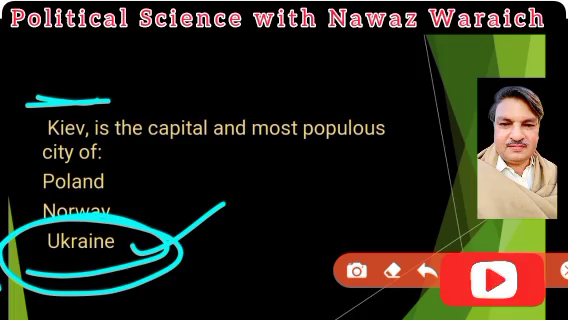 Political Science with Nawaz Waraich
Kiev, is the capital and most populous
city of:
Poland
Norway
Ukraine